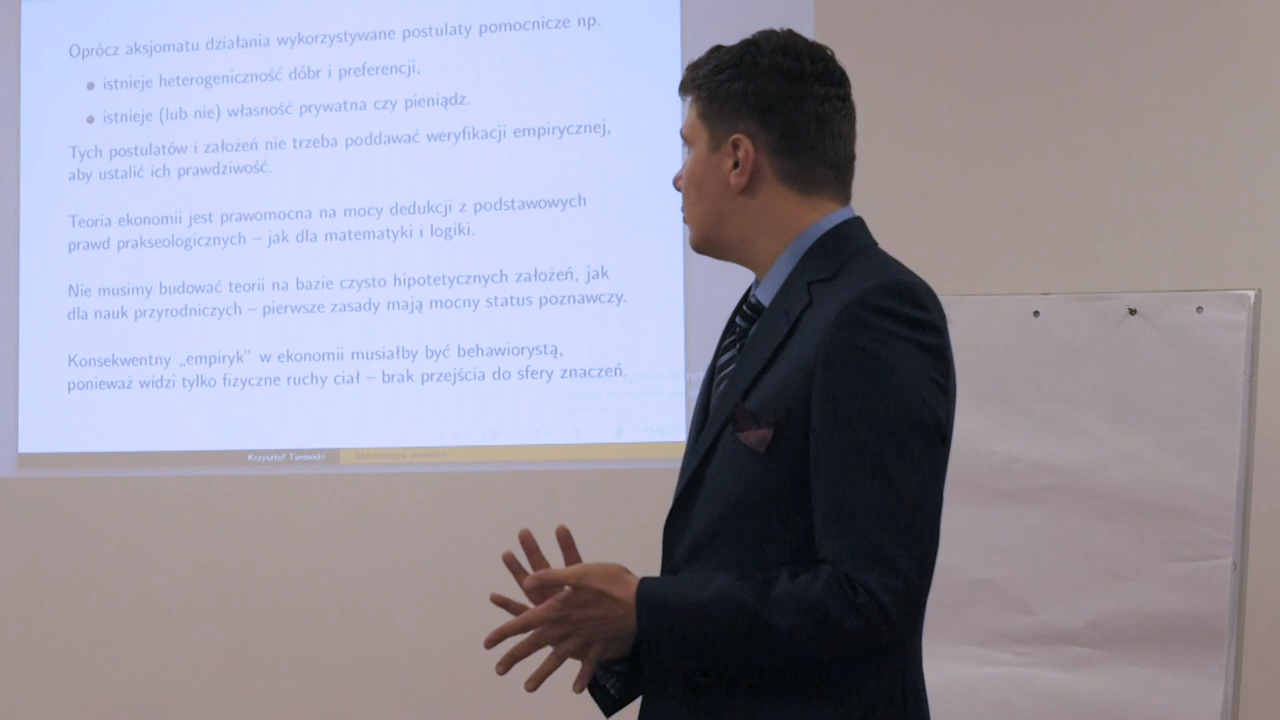 Oprócz aksjomatu działania wykorzystywane postulaty pomocnicze np.
istnieje heterogeniczność dóbr i preferencji,
istnieje (lub nie) własność prywatna czy pieniądz.
Tych postulatów i założeń nie trzeba poddawać weryfikacji empirycznej,
aby ustalić ich prawdziwość.
Teoria ekonomii jest prawomocna na mocy dedukcji z podstawowych
prawd prakseologicznych – jak dla matematyki i logiki.
Nie musimy budować teorii na bazie czysto hipotetycznych założeń, jak
dla nauk przyrodniczych – pierwsze zasady mają mocny status poznawczy.
Konsekwentny „empiryk" w ekonomii musiałby być behawiorystą,
ponieważ widzi tylko fizyczne ruchy ciał – brak przejścia do sfery znaczeń.
Krzysztof Turowski Metodologia ekonomii